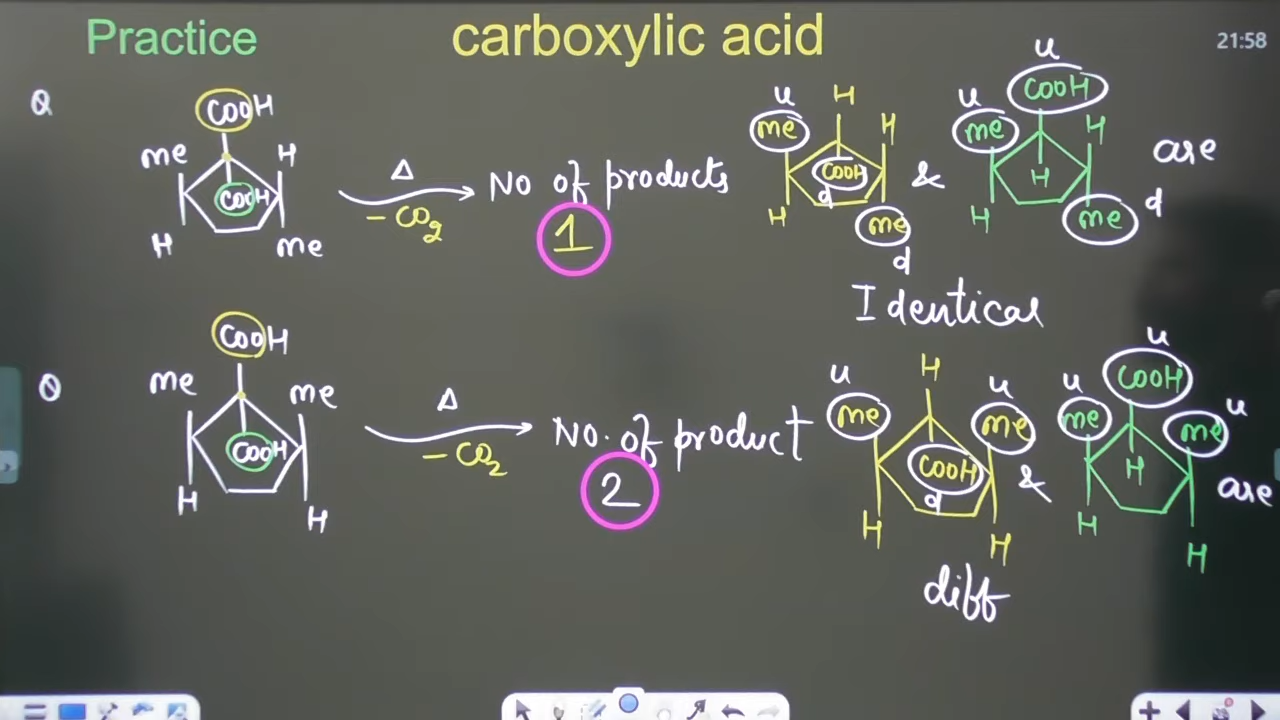 Practice carboxylic acid 21:58
Q
COOH
Me H
COOH
H Me
Δ
- CO2
No of products
1
u H
Me H
COOH
d
H Me
d
&
u
COOH
u
Me H
H
H Me d
are
Identical
Q
COOH
Me Me
COOH
H H
Δ
- CO2
No. of product
2
H
u u
Me Me
COOH
d
H H
&
u
COOH
u u
Me Me
H
H H
are
diff